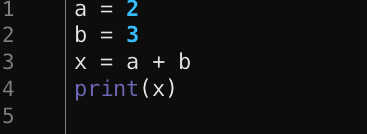 1 a = 2
2 b = 3
3 x = a + b
4 print(x)
5